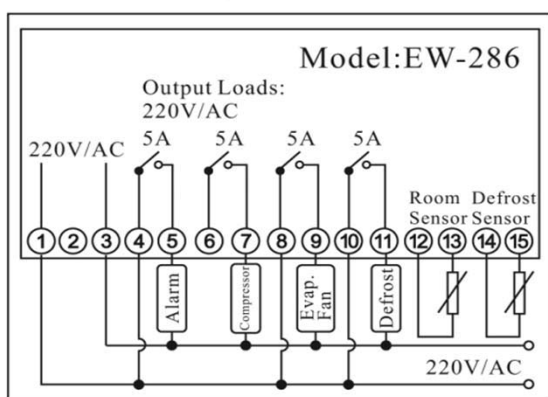 Model:EW-286
Output Loads:
220V/AC
5A 5A 5A 5A
220V/AC
Room Defrost
Sensor Sensor
1 2 3 4 5 6 7 8 9 10 11 12 13 14 15
Alarm
Compressor
Evap.
Fan
Defrost
220V/AC